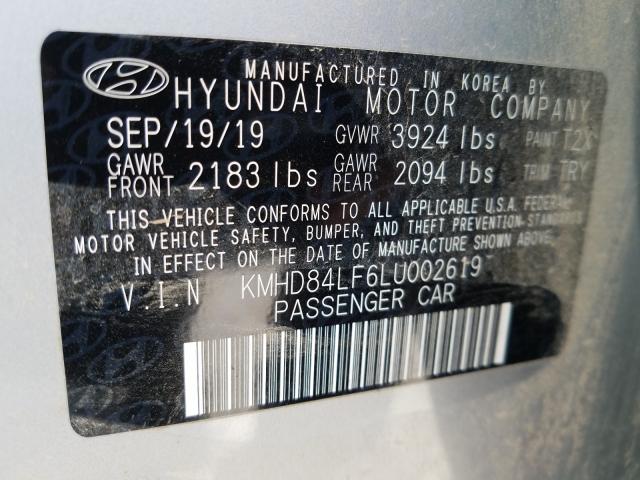 MANUFACTURED IN KOREA BY
HYUNDAI MOTOR COMPANY
SEP/19/19 GVWR 3924 lbs PAINT T2X
GAWR FRONT 2183 lbs GAWR REAR 2094 lbs TRIM TRY
THIS VEHICLE CONFORMS TO ALL APPLICABLE U.S.A. FEDERAL
MOTOR VEHICLE SAFETY, BUMPER, AND THEFT PREVENTION STANDARDS
IN EFFECT ON THE DATE OF MANUFACTURE SHOWN ABOVE.
V.I.N KMHD84LF6LU002619
PASSENGER CAR